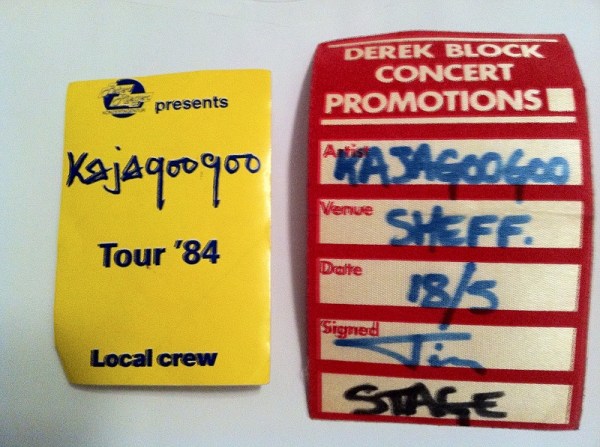 presents
Kajagoogoo
Tour '84
Local crew
DEREK BLOCK
CONCERT
PROMOTIONS
Artist
KAJAGOOGOO
Venue
SHEFF.
Date
18/5
Signed
Tim
STAGE